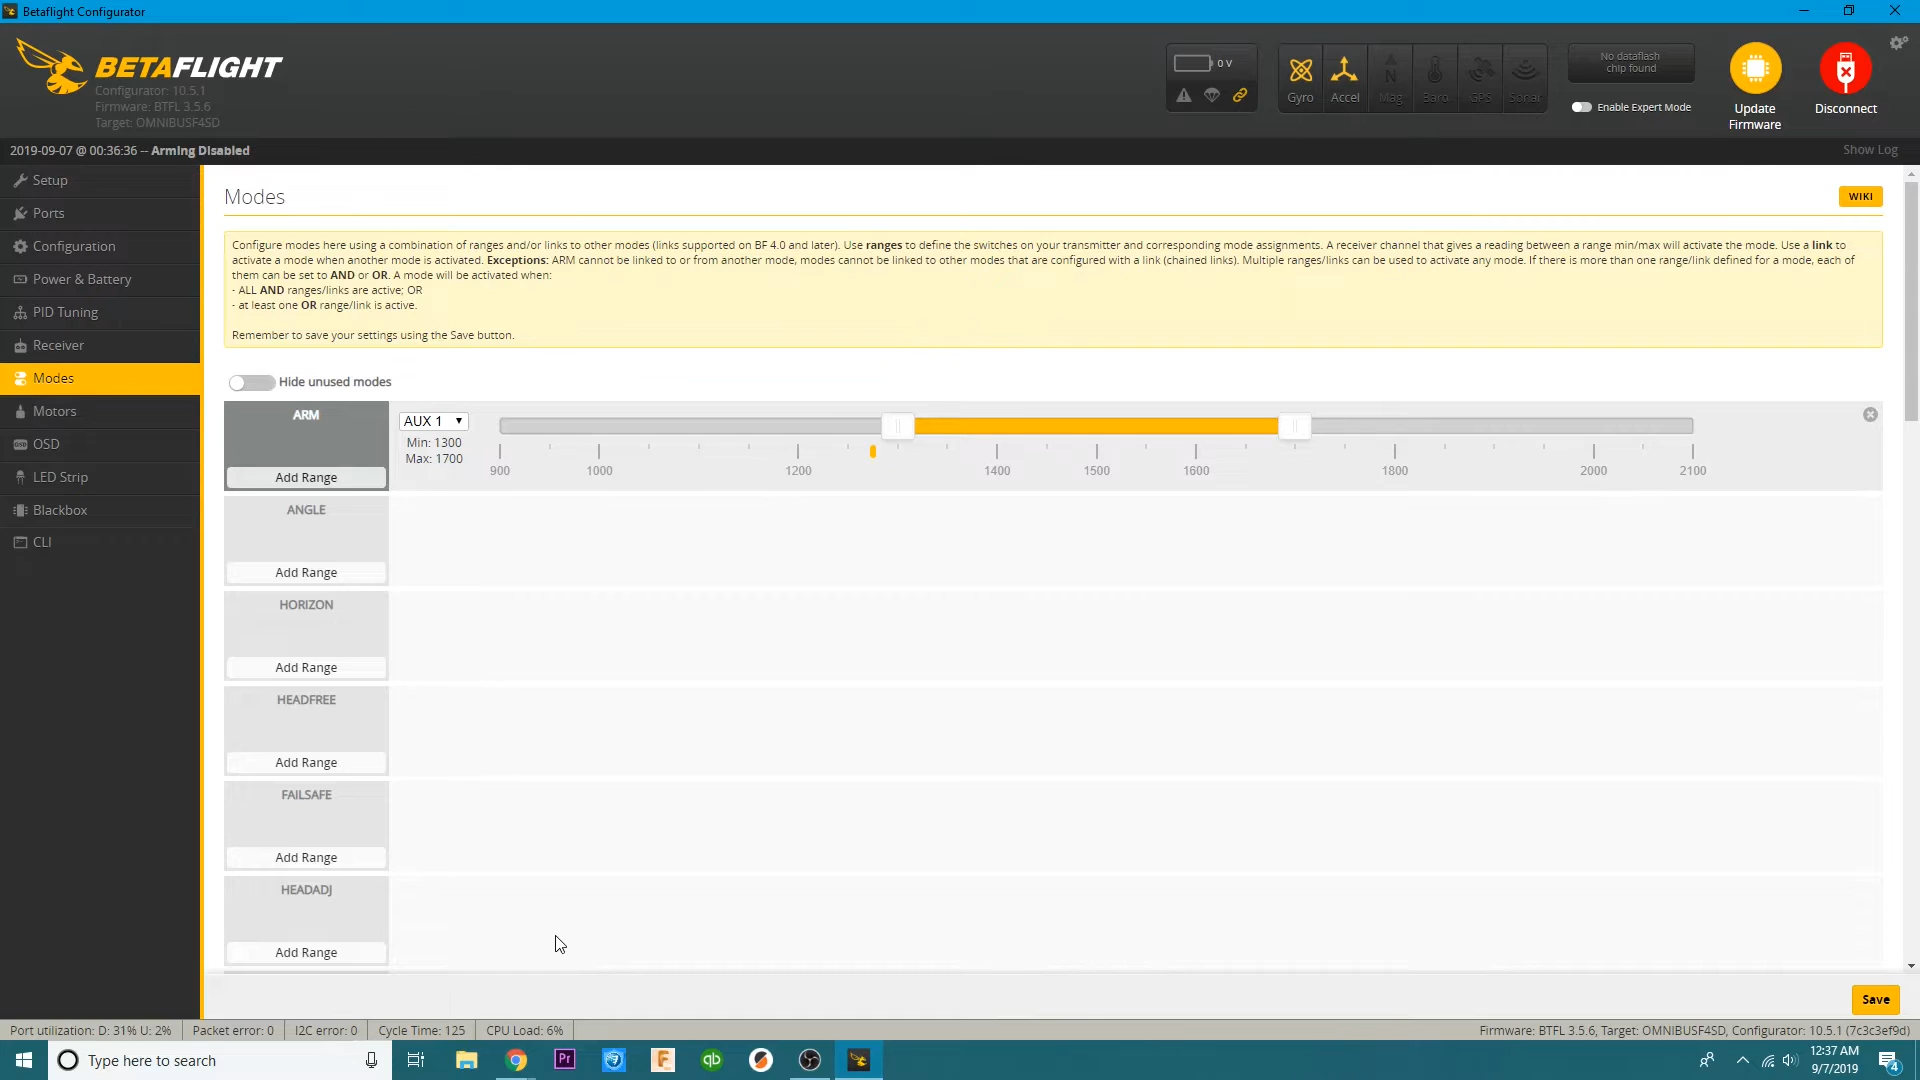 Betaflight Configurator
BETAFLIGHT
Configurator: 10.5.1
Firmware: BTFL 3.5.6
Target: OMNIBUSF4SD
0 V
Gyro
Accel
Mag
Baro
GPS
Sonar
No dataflash
chip found
Enable Expert Mode
Update
Firmware
Disconnect
2019-09-07 @ 00:36:36 -- Arming Disabled
Show Log
Setup
Ports
Configuration
Power & Battery
PID Tuning
Receiver
Modes
Motors
OSD
LED Strip
Blackbox
CLI
Modes
WIKI
Configure modes here using a combination of ranges and/or links to other modes (links supported on BF 4.0 and later). Use ranges to define the switches on your transmitter and corresponding mode assignments. A receiver channel that gives a reading between a range min/max will activate the mode. Use a link to
activate a mode when another mode is activated. Exceptions: ARM cannot be linked to or from another mode, modes cannot be linked to other modes that are configured with a link (chained links). Multiple ranges/links can be used to activate any mode. If there is more than one range/link defined for a mode, each of
them can be set to AND or OR. A mode will be activated when:
- ALL AND ranges/links are active; OR
- at least one OR range/link is active.
Remember to save your settings using the Save button.
Hide unused modes
ARM
Add Range
AUX 1
Min: 1300
Max: 1700
900 1000 1200 1400 1500 1600 1800 2000 2100
ANGLE
Add Range
HORIZON
Add Range
HEADFREE
Add Range
FAILSAFE
Add Range
HEADADJ
Add Range
Save
Port utilization: D: 31% U: 2% Packet error: 0 I2C error: 0 Cycle Time: 125 CPU Load: 6%
Firmware: BTFL 3.5.6, Target: OMNIBUSF4SD, Configurator: 10.5.1 (7c3c3ef9d)
Type here to search
Pr
F
qb
12:37 AM
9/7/2019
4